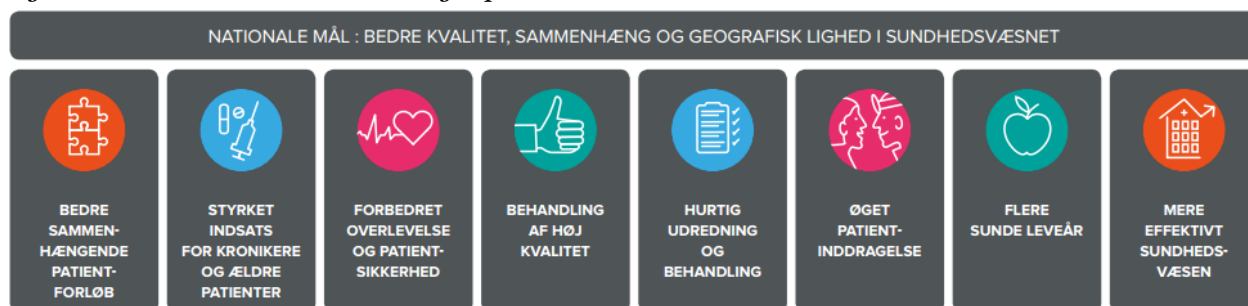 NATIONALE MÅL : BEDRE KVALITET, SAMMENHÆNG OG GEOGRAFISK LIGHED I SUNDHEDSVÆSNET
BEDRE
SAMMEN-
HÆNGENDE
PATIENT-
FORLØB
STYRKET
INDSATS
FOR KRONIKERE
OG ÆLDRE
PATIENTER
FORBEDRET
OVERLEVELSE
OG PATIENT-
SIKKERHED
BEHANDLING
AF HØJ
KVALITET
HURTIG
UDREDNING
OG
BEHANDLING
ØGET
PATIENT-
INDDRAGELSE
FLERE
SUNDE LEVEÅR
MERE
EFFEKTIVT
SUNDHEDS-
VÆSEN